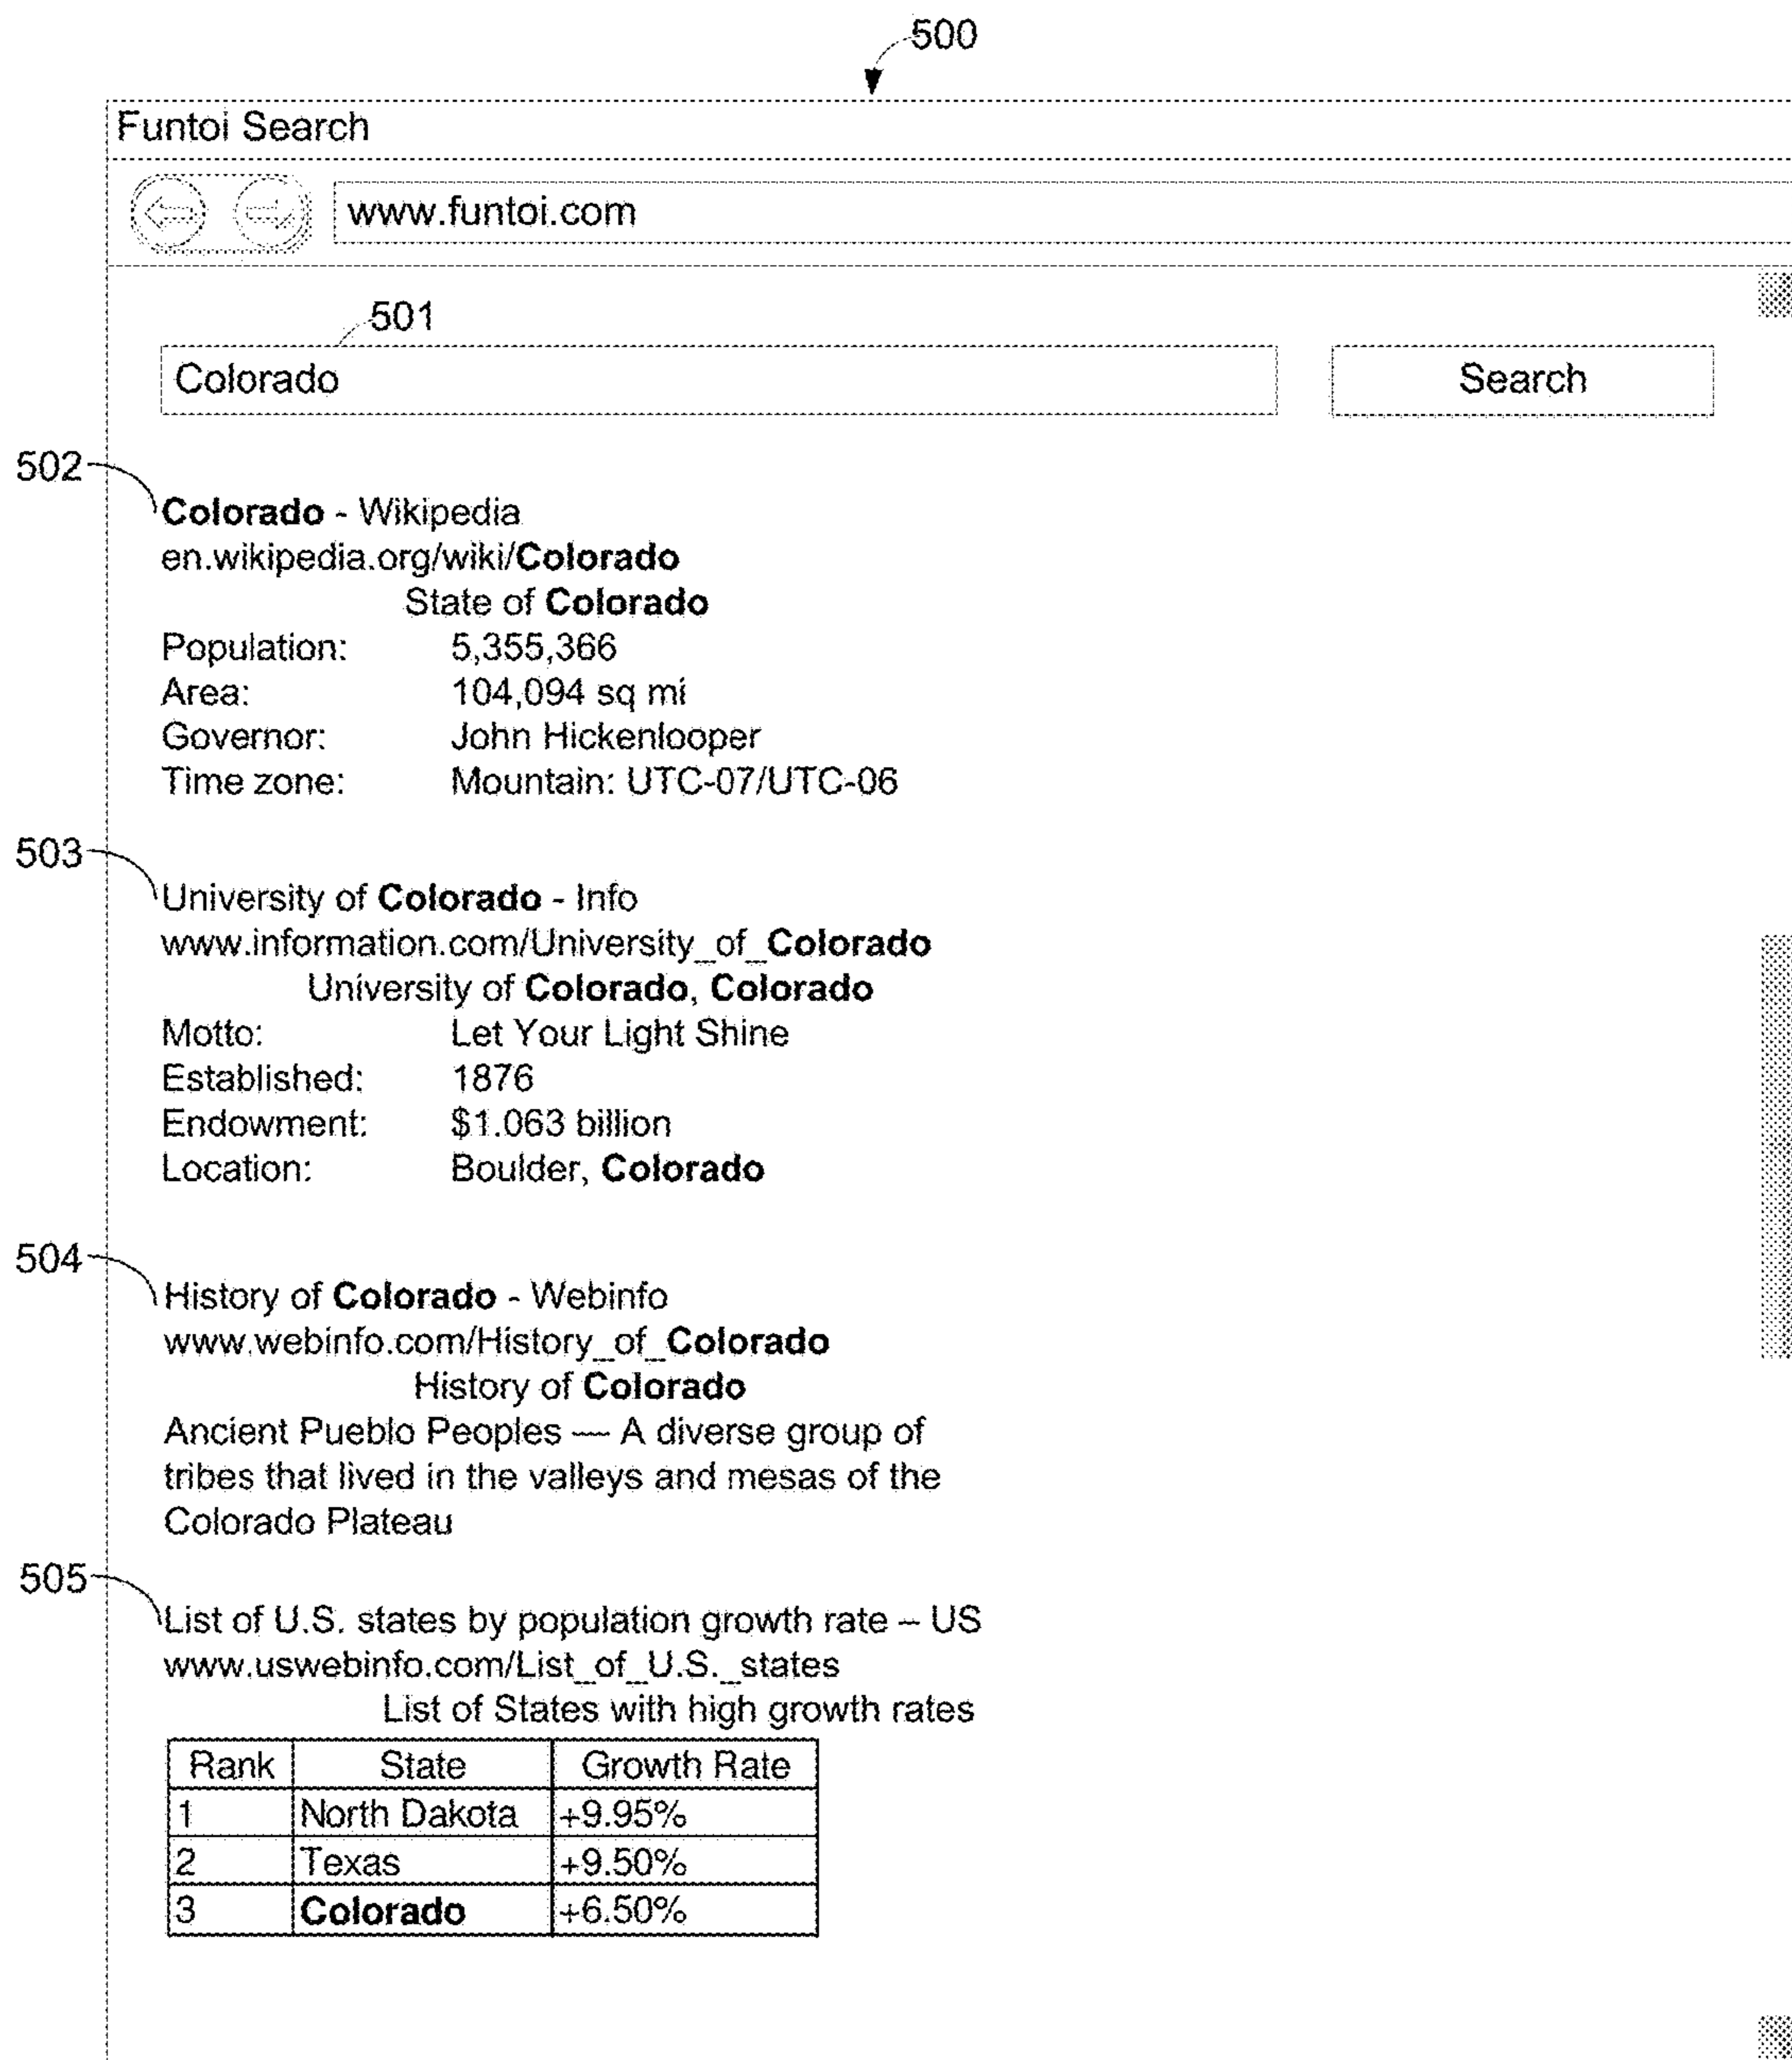 500
Funtoi Search
www.funtoi.com
501
Colorado Search
502
Colorado - Wikipedia
en.wikipedia.org/wiki/Colorado
State of Colorado
Population: 5,355,366
Area: 104,094 sq mi
Governor: John Hickenlooper
Time zone: Mountain: UTC-07/UTC-06
503
University of Colorado - Info
www.information.com/University_of_Colorado
University of Colorado, Colorado
Motto: Let Your Light Shine
Established: 1876
Endowment: $1.063 billion
Location: Boulder, Colorado
504
History of Colorado - Webinfo
www.webinfo.com/History_of_Colorado
History of Colorado
Ancient Pueblo Peoples — A diverse group of
tribes that lived in the valleys and mesas of the
Colorado Plateau
505
List of U.S. states by population growth rate – US
www.uswebinfo.com/List_of_U.S._states
List of States with high growth rates
Rank State Growth Rate
1 North Dakota +9.95%
2 Texas +9.50%
3 Colorado +6.50%